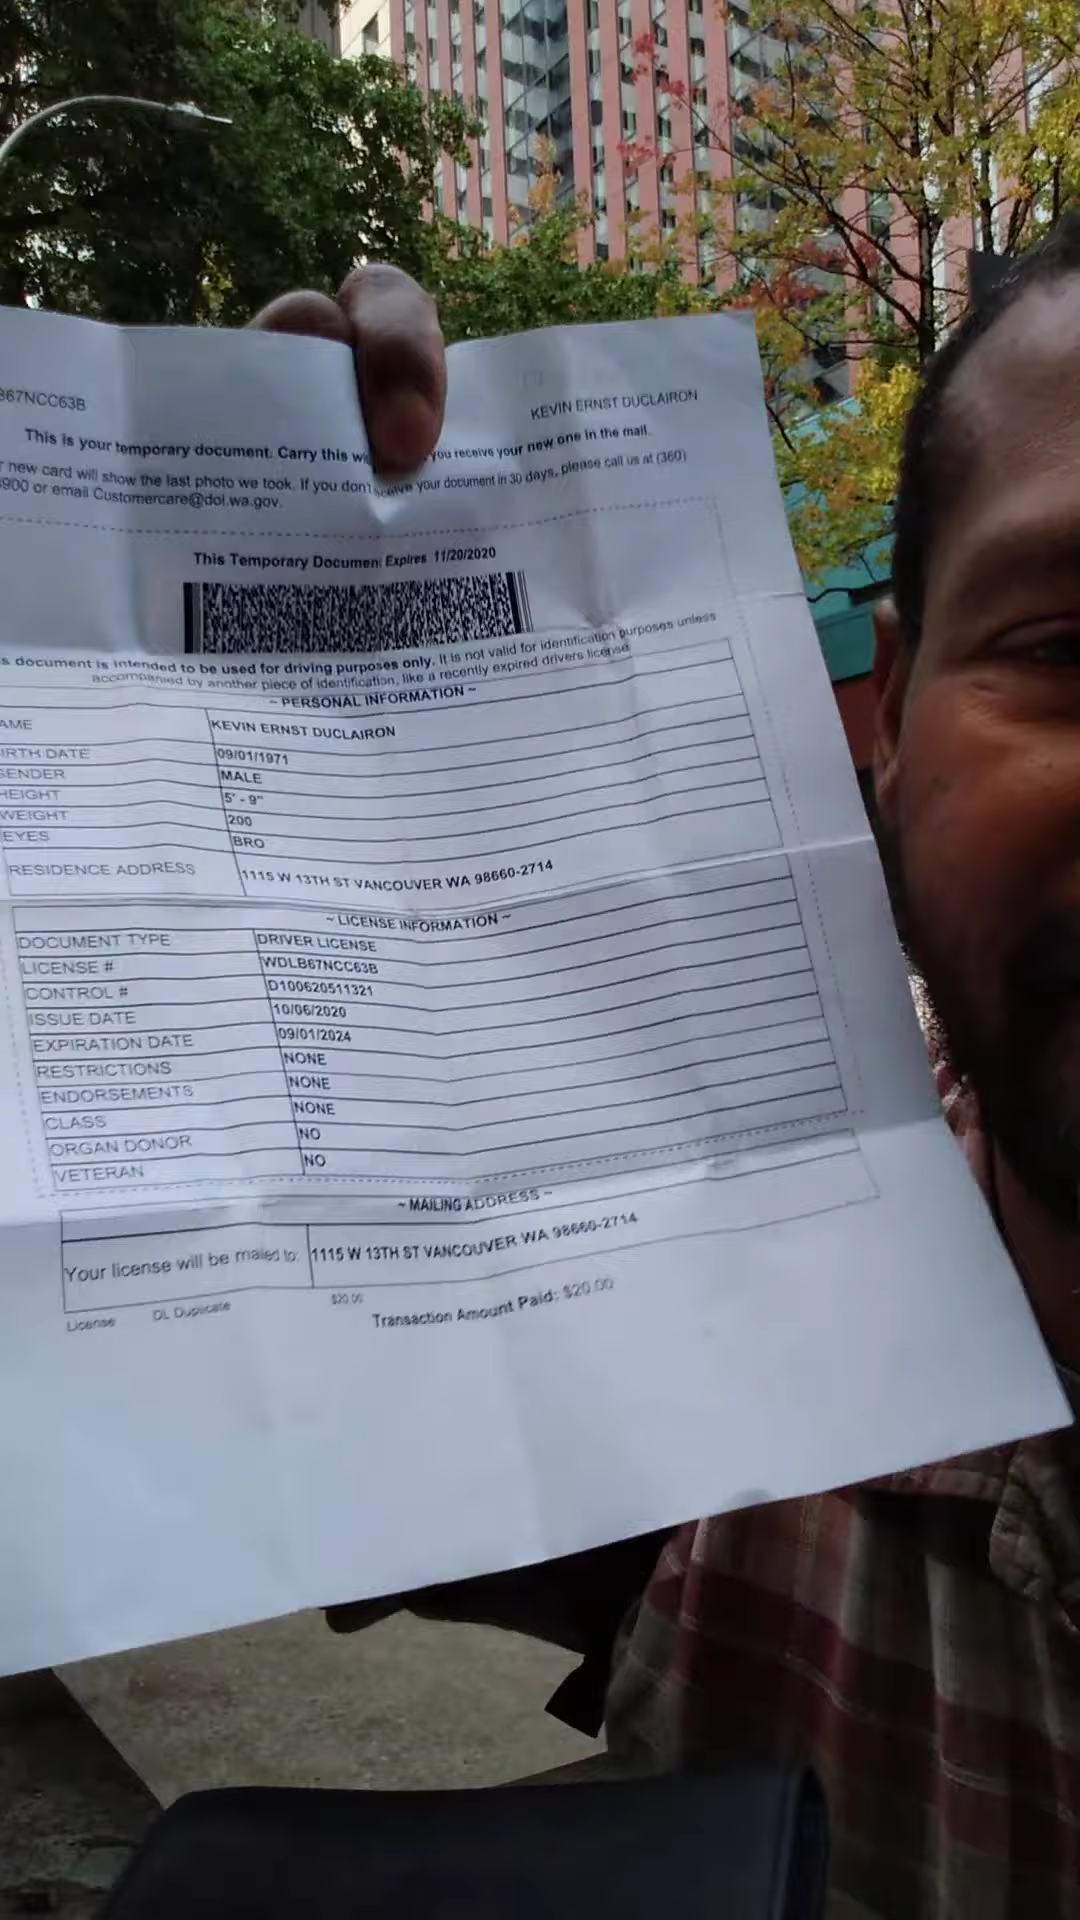 B67NCC63B
KEVIN ERNST DUCLAIRON
This is your temporary document. Carry this you receive your new one in the mail.
new card will show the last photo we took. If you don't receive your document in 30 days, please call us at (360)
900 or email Customercare@dol.wa.gov.
This Temporary Document Expires 11/20/2020
document is intended to be used for driving purposes only. It is not valid for identification purposes unless
accompanied by another piece of identification, like a recently expired drivers license
~ PERSONAL INFORMATION ~
AME KEVIN ERNST DUCLAIRON
IRTH DATE 09/01/1971
GENDER MALE
HEIGHT 5' - 9"
WEIGHT 200
EYES BRO
RESIDENCE ADDRESS 1115 W 13TH ST VANCOUVER WA 98660-2714
~ LICENSE INFORMATION ~
DOCUMENT TYPE DRIVER LICENSE
LICENSE # WDLB67NCC63B
CONTROL # D100620511321
ISSUE DATE 10/06/2020
EXPIRATION DATE 09/01/2024
RESTRICTIONS NONE
ENDORSEMENTS NONE
CLASS NONE
ORGAN DONOR NO
VETERAN NO
~ MAILING ADDRESS ~
Your license will be mailed to: 1115 W 13TH ST VANCOUVER WA 98660-2714
License DL Duplicate $20.00 Transaction Amount Paid: $20.00